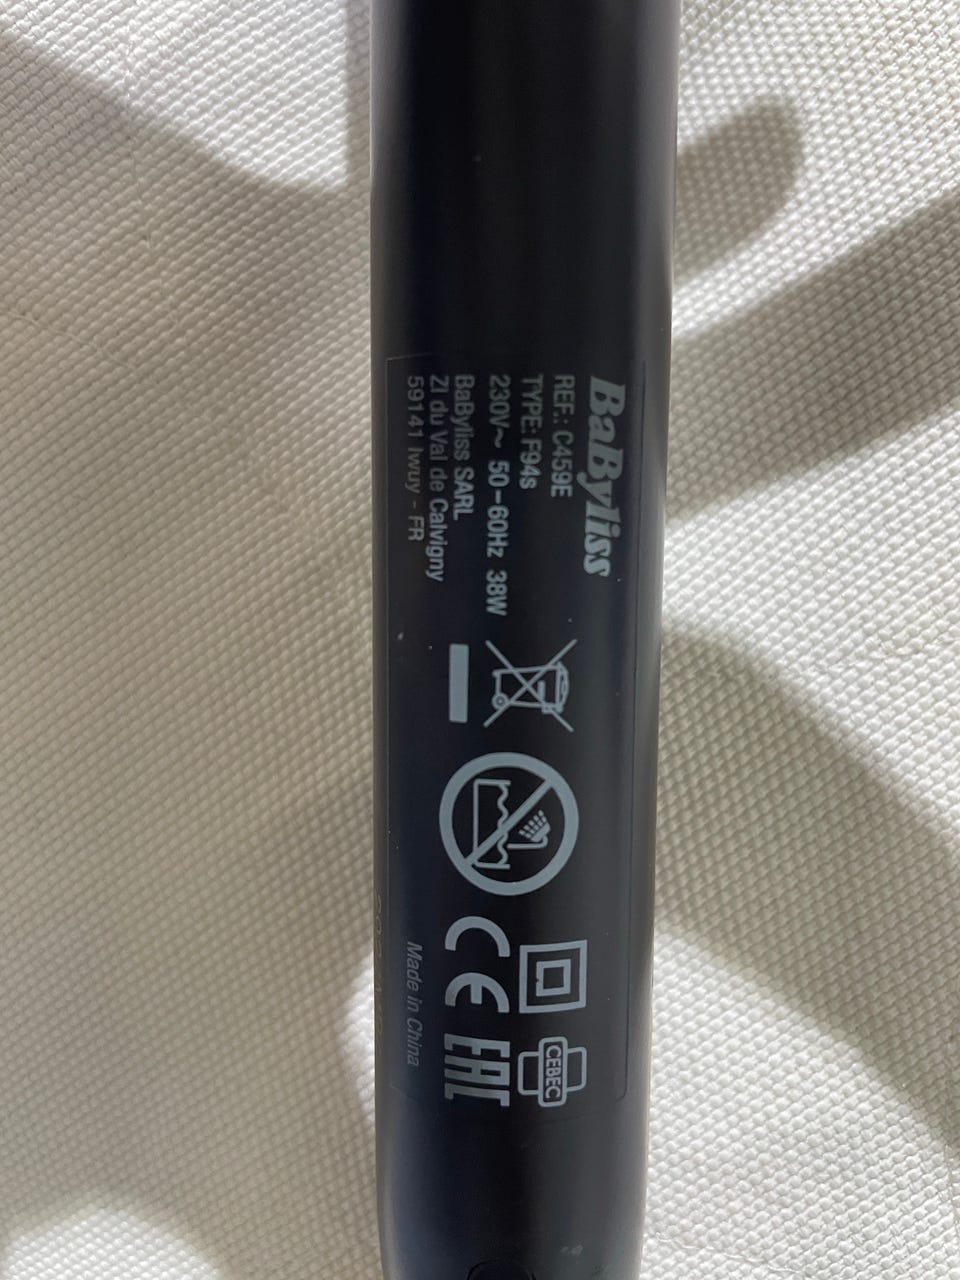 BaByliss
REF.: C459E
TYPE: F94s
230V~ 50-60Hz 38W
BaByliss SARL
ZI du Val de Calvigny
59141 Iwuy - FR
CE
EAC
CEBEC
Made in China